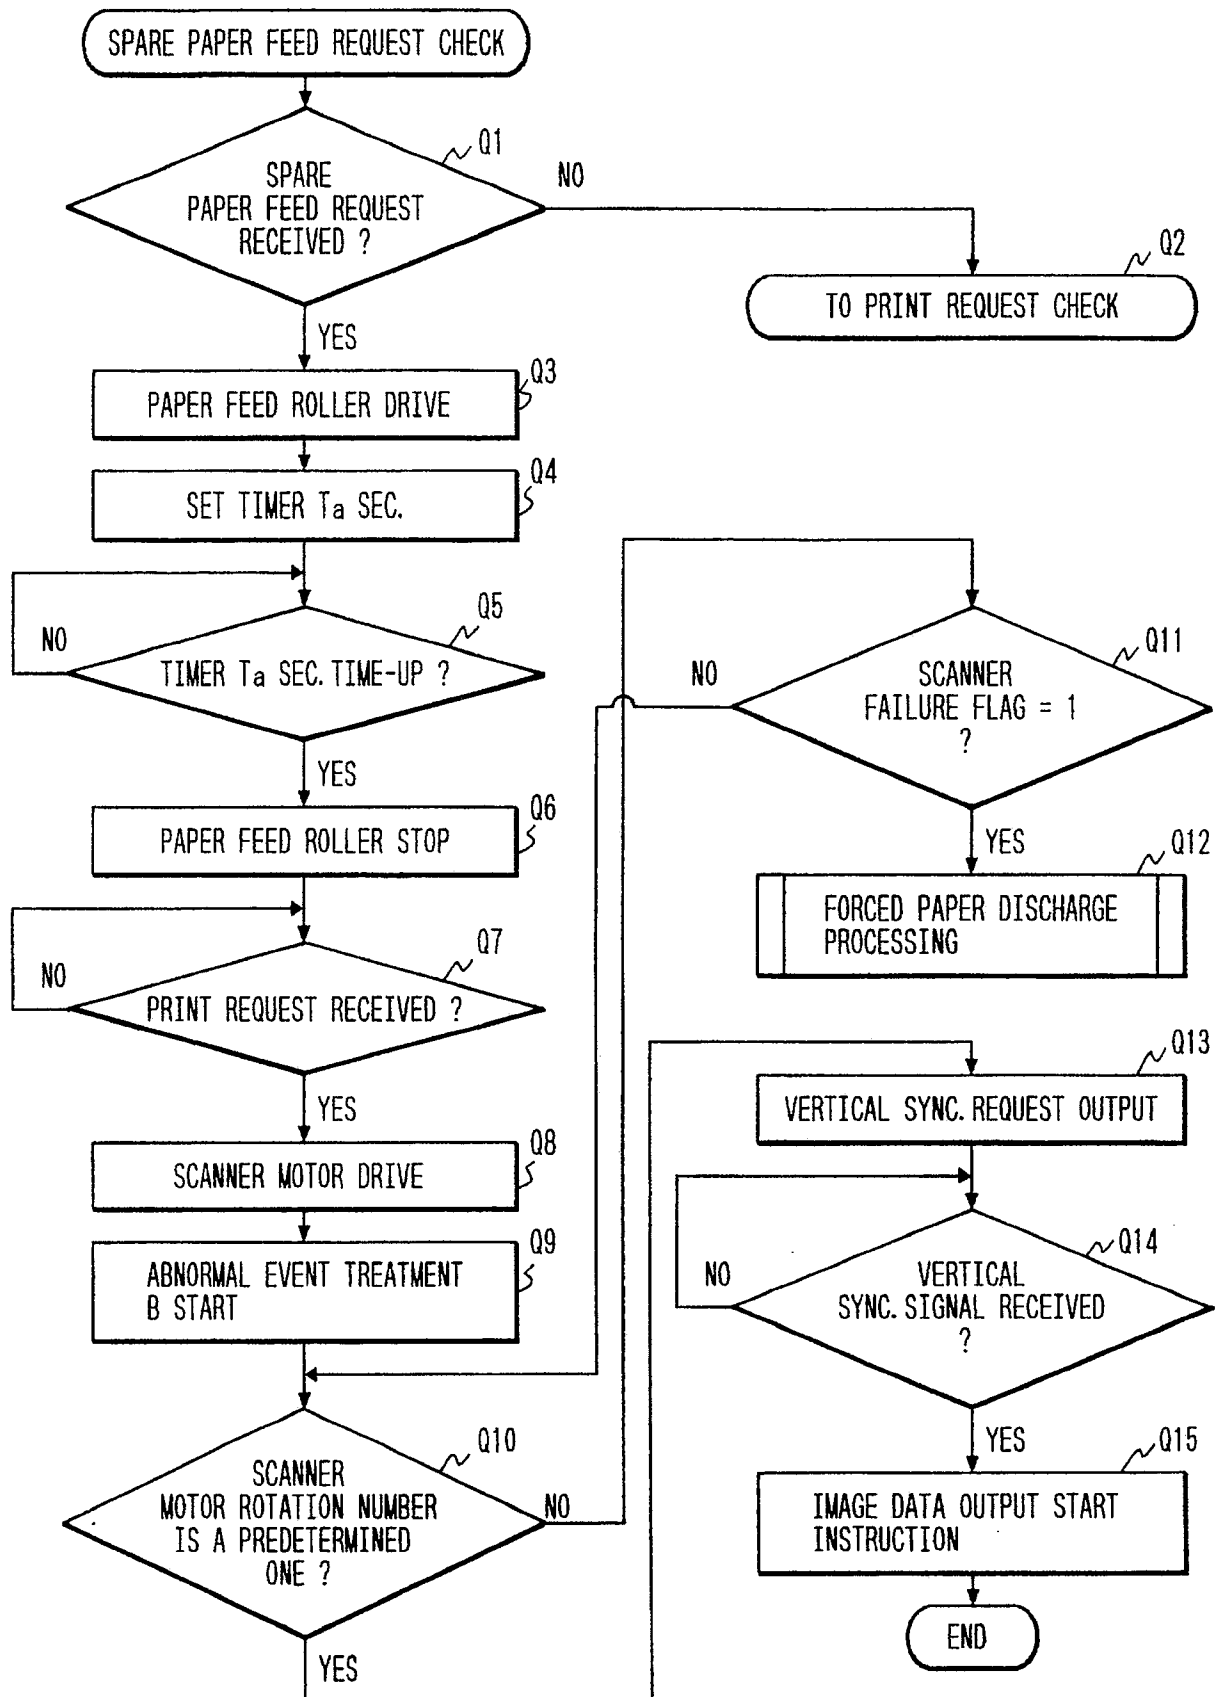 SPARE PAPER FEED REQUEST CHECK
Q1
SPARE
PAPER FEED REQUEST
RECEIVED ?
NO
Q2
TO PRINT REQUEST CHECK
YES
Q3
PAPER FEED ROLLER DRIVE
Q4
SET TIMER Ta SEC.
Q5
NO
TIMER Ta SEC. TIME-UP ?
YES
Q6
PAPER FEED ROLLER STOP
Q7
NO
PRINT REQUEST RECEIVED ?
YES
Q8
SCANNER MOTOR DRIVE
Q9
ABNORMAL EVENT TREATMENT
B START
Q10
SCANNER
MOTOR ROTATION NUMBER
IS A PREDETERMINED
ONE ?
NO
YES
Q11
NO
SCANNER
FAILURE FLAG = 1
?
YES
Q12
FORCED PAPER DISCHARGE
PROCESSING
Q13
VERTICAL SYNC. REQUEST OUTPUT
Q14
NO
VERTICAL
SYNC. SIGNAL RECEIVED
?
YES
Q15
IMAGE DATA OUTPUT START
INSTRUCTION
END